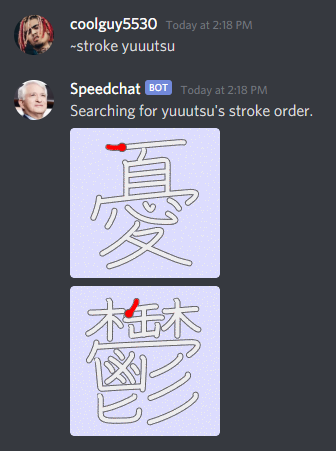 coolguy5530 Today at 2:18 PM
~stroke yuuutsu
Speedchat BOT Today at 2:18 PM
Searching for yuuutsu's stroke order.
憂
鬱